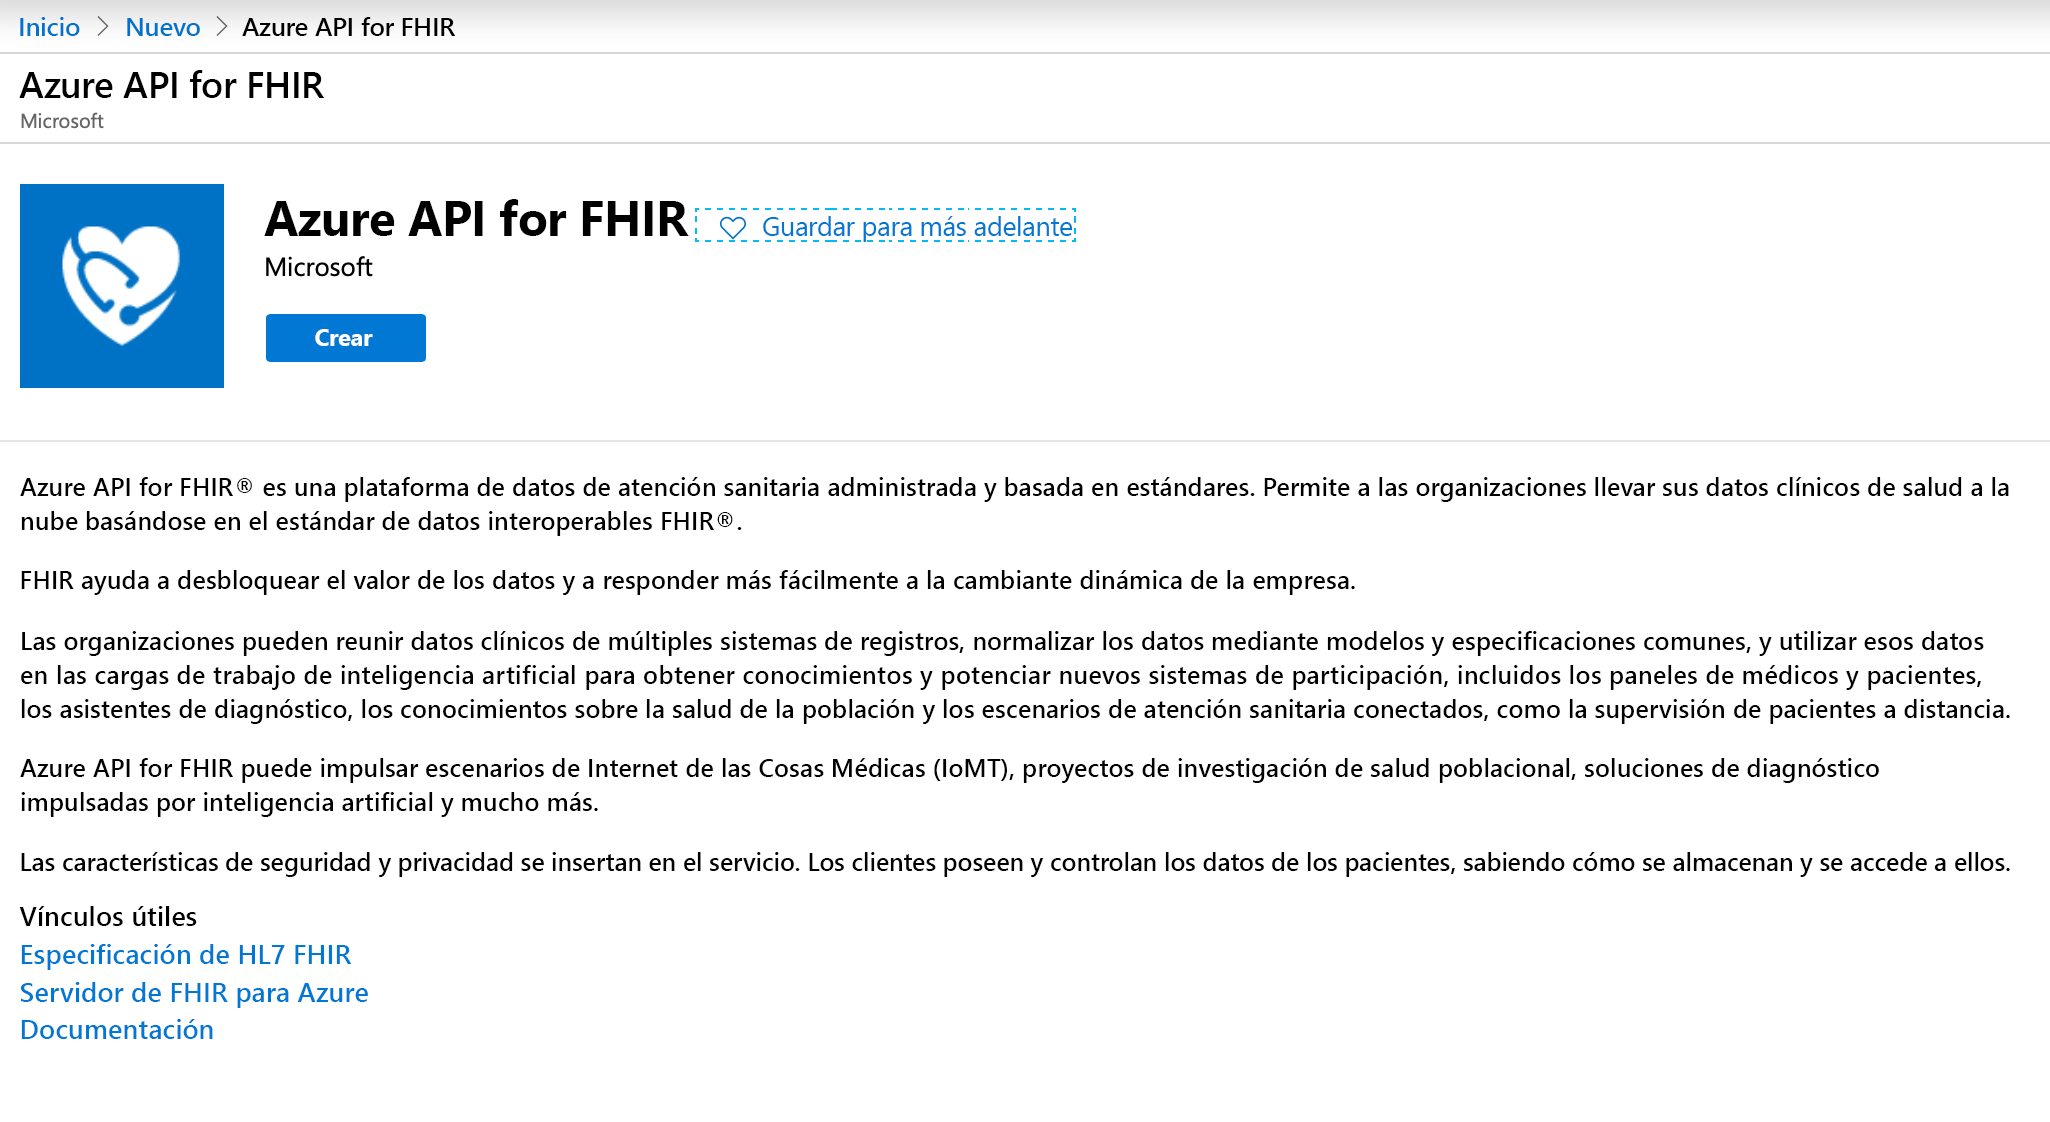 Inicio > Nuevo > Azure API for FHIR
Azure API for FHIR
Microsoft
Azure API for FHIR
Guardar para más adelante
Microsoft
Crear
Azure API for FHIR® es una plataforma de datos de atención sanitaria administrada y basada en estándares. Permite a las organizaciones llevar sus datos clínicos de salud a la
nube basándose en el estándar de datos interoperables FHIR®.
FHIR ayuda a desbloquear el valor de los datos y a responder más fácilmente a la cambiante dinámica de la empresa.
Las organizaciones pueden reunir datos clínicos de múltiples sistemas de registros, normalizar los datos mediante modelos y especificaciones comunes, y utilizar esos datos
en las cargas de trabajo de inteligencia artificial para obtener conocimientos y potenciar nuevos sistemas de participación, incluidos los paneles de médicos y pacientes,
los asistentes de diagnóstico, los conocimientos sobre la salud de la población y los escenarios de atención sanitaria conectados, como la supervisión de pacientes a distancia.
Azure API for FHIR puede impulsar escenarios de Internet de las Cosas Médicas (IoMT), proyectos de investigación de salud poblacional, soluciones de diagnóstico
impulsadas por inteligencia artificial y mucho más.
Las características de seguridad y privacidad se insertan en el servicio. Los clientes poseen y controlan los datos de los pacientes, sabiendo cómo se almacenan y se accede a ellos.
Vínculos útiles
Especificación de HL7 FHIR
Servidor de FHIR para Azure
Documentación